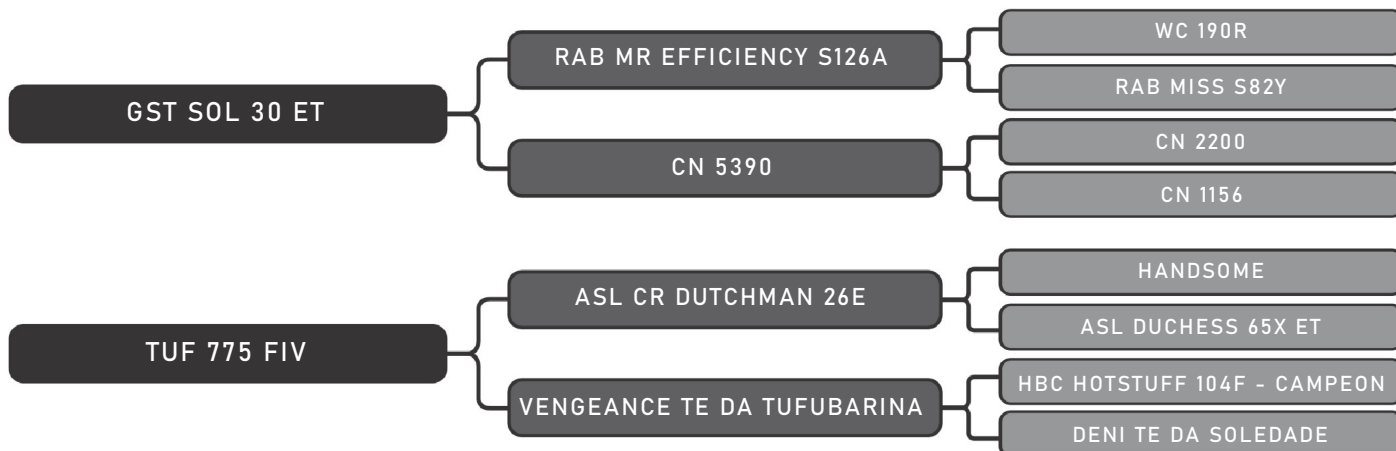 GST SOL 30 ET
RAB MR EFFICIENCY S126A
WC 190R
RAB MISS S82Y
CN 5390
CN 2200
CN 1156
TUF 775 FIV
ASL CR DUTCHMAN 26E
HANDSOME
ASL DUCHESS 65X ET
VENGEANCE TE DA TUFUBARINA
HBC HOTSTUFF 104F - CAMPEON
DENI TE DA SOLEDADE